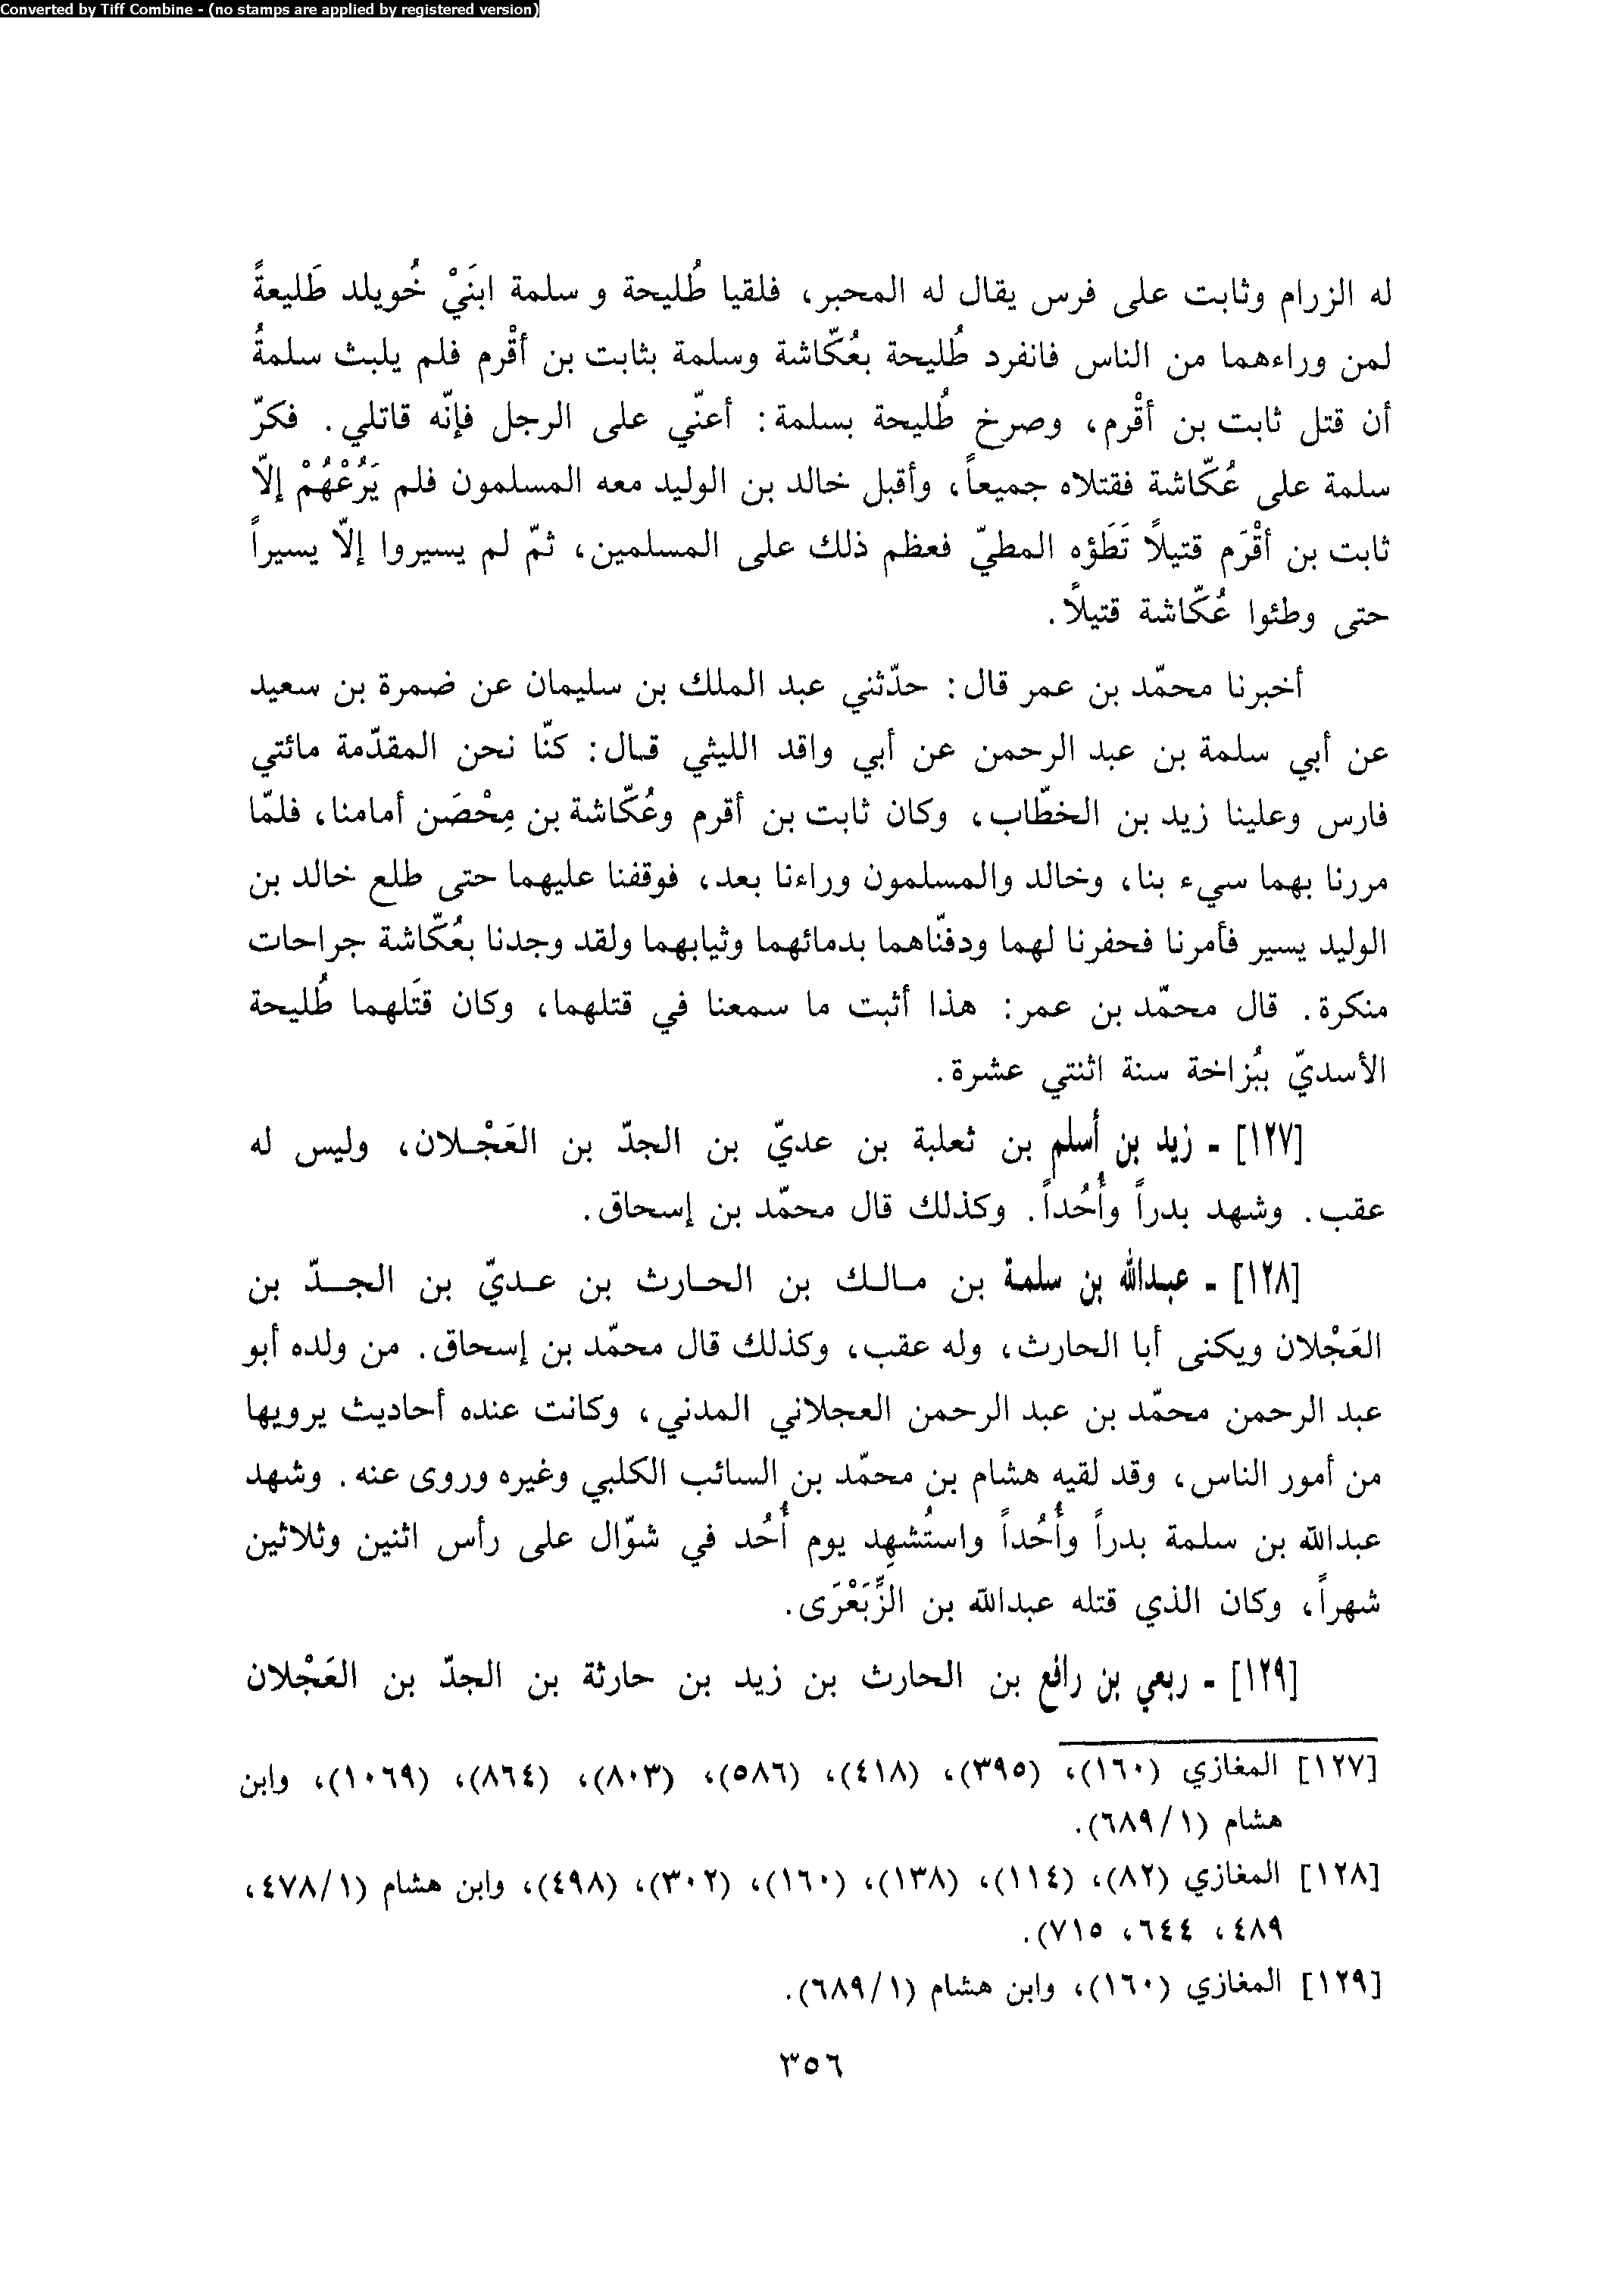 Converted by Tiff Combine - (no stamps are applied by registered version)
له الزرام وثابت على فرس يقال له المحبر، فلقيا طُليحة و سلمة ابنَيْ خُويلد طَليعةً
لمن وراءهما من الناس فانفرد طُليحة بعُكّاشة وسلمة بثابت بن أقْرم فلم يلبث سلمةُ
أن قتل ثابت بن أقْرم، وصرخ طُليحة بسلمة: أعنّي على الرجل فإنّه قاتلي. فكرّ
سلمة على عُكّاشة فقتلاه جميعاً، وأقبل خالد بن الوليد معه المسلمون فلم يَرُعْهُمْ إلّا
ثابت بن أقْرَم قتيلاً تَطَؤه المطيّ فعظم ذلك على المسلمين، ثمّ لم يسيروا إلّا يسيراً
حتى وطئوا عُكّاشة قتيلاً.
أخبرنا محمّد بن عمر قال: حدّثني عبد الملك بن سليمان عن ضمرة بن سعيد
عن أبي سلمة بن عبد الرحمن عن أبي واقد الليثي قال: كنّا نحن المقدّمة مائتي
فارس وعلينا زيد بن الخطّاب، وكان ثابت بن أقرم وعُكّاشة بن مِحْصَن أمامنا، فلمّا
مررنا بهما سيء بنا، وخالد والمسلمون وراءنا بعد، فوقفنا عليهما حتى طلع خالد بن
الوليد يسير فأمرنا فحفرنا لهما ودفنّاهما بدمائهما وثيابهما ولقد وجدنا بعُكّاشة جراحات
منكرة. قال محمّد بن عمر: هذا أثبت ما سمعنا في قتلهما، وكان قتَلهما طُليحة
الأسديّ ببُزاخة سنة اثنتي عشرة.
[١٢٧] - زيد بن أسلم بن ثعلبة بن عديّ بن الجدّ بن العَجْلان، وليس له
عقب. وشهد بدراً وأُحُداً. وكذلك قال محمّد بن إسحاق.
[١٢٨] - عبدالله بن سلمة بن مالك بن الحارث بن عديّ بن الجدّ بن
العَجْلان ويكنى أبا الحارث، وله عقب، وكذلك قال محمّد بن إسحاق. من ولده أبو
عبد الرحمن محمّد بن عبد الرحمن العجلاني المدني، وكانت عنده أحاديث يرويها
من أمور الناس، وقد لقيه هشام بن محمّد بن السائب الكلبي وغيره وروى عنه. وشهد
عبدالله بن سلمة بدراً وأُحُداً واستُشهِد يوم أُحُد في شوّال على رأس اثنين وثلاثين
شهراً، وكان الذي قتله عبدالله بن الزِّبَعْرَى.
[١٢٩] - ربعي بن رافع بن الحارث بن زيد بن حارثة بن الجدّ بن العَجْلان
[١٢٧] المغازي (١٦٠)، (٣٩٥)، (٤١٨)، (٥٨٦)، (٨٠٣)، (٨٦٤)، (١٠٦٩)، وابن
هشام (١/٦٨٩).
[١٢٨] المغازي (٨٢)، (١١٤)، (١٣٨)، (١٦٠)، (٣٠٢)، (٤٩٨)، وابن هشام (١/٤٧٨،
٤٨٩، ٦٤٤، ٧١٥).
[١٢٩] المغازي (١٦٠)، وابن هشام (١/٦٨٩).
٣٥٦